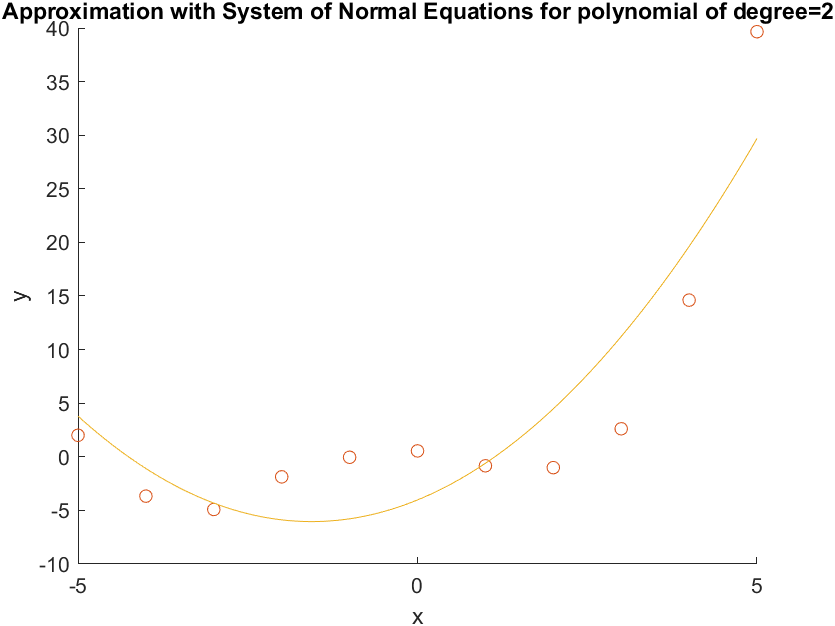 Approximation with System of Normal Equations for polynomial of degree=2
40
35
30
25
20
15
10
5
0
-5
-10
y
-5 0 5
x